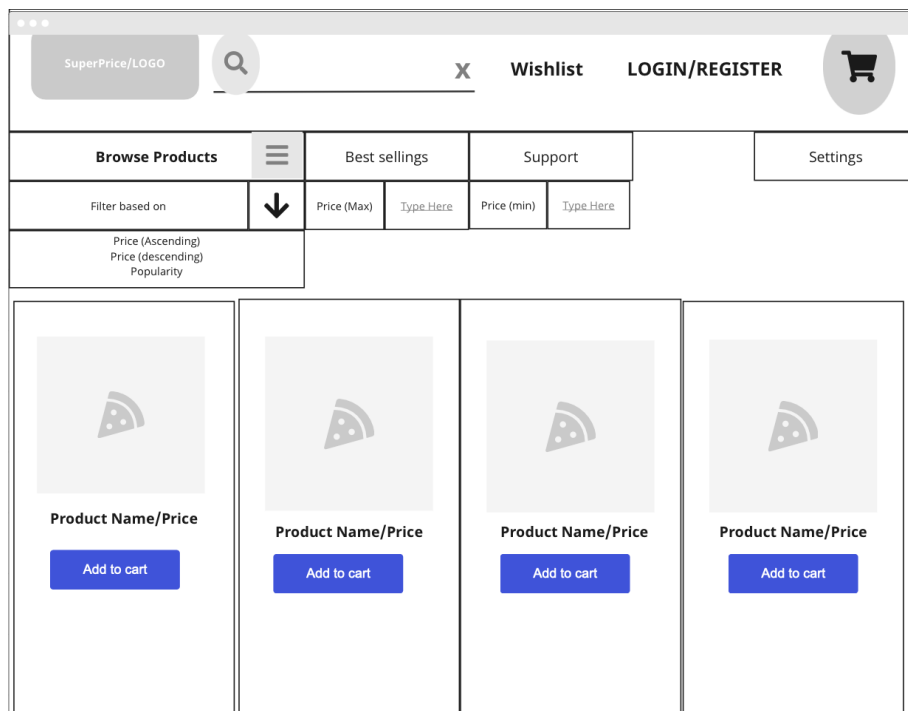 SuperPrice/LOGO
X
Wishlist
LOGIN/REGISTER
Browse Products
Best sellings
Support
Settings
Filter based on
Price (Max)
Type Here
Price (min)
Type Here
Price (Ascending)
Price (descending)
Popularity
Product Name/Price
Product Name/Price
Product Name/Price
Product Name/Price
Add to cart
Add to cart
Add to cart
Add to cart